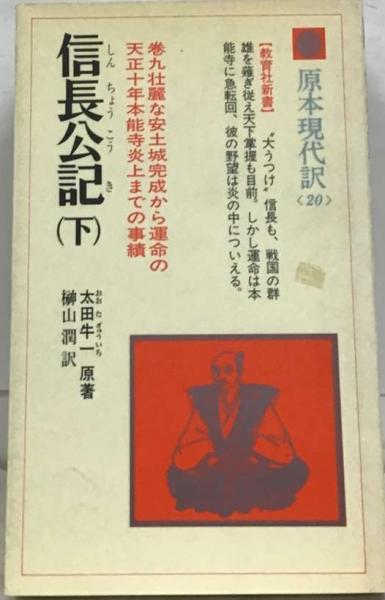 原本現代訳
〈20〉
【教育社新書】 〝大うつけ〟信長も、戦国の群
雄を薙ぎ従え天下掌握も目前。しかし運命は本
能寺に急転回、彼の野望は炎の中についえる。
巻九壮麗な安土城完成から運命の
天正十年本能寺炎上までの事績
信長公記(下)
しんちょうこうき
太田牛一 原著
おおたぎゅういち
榊山潤 訳